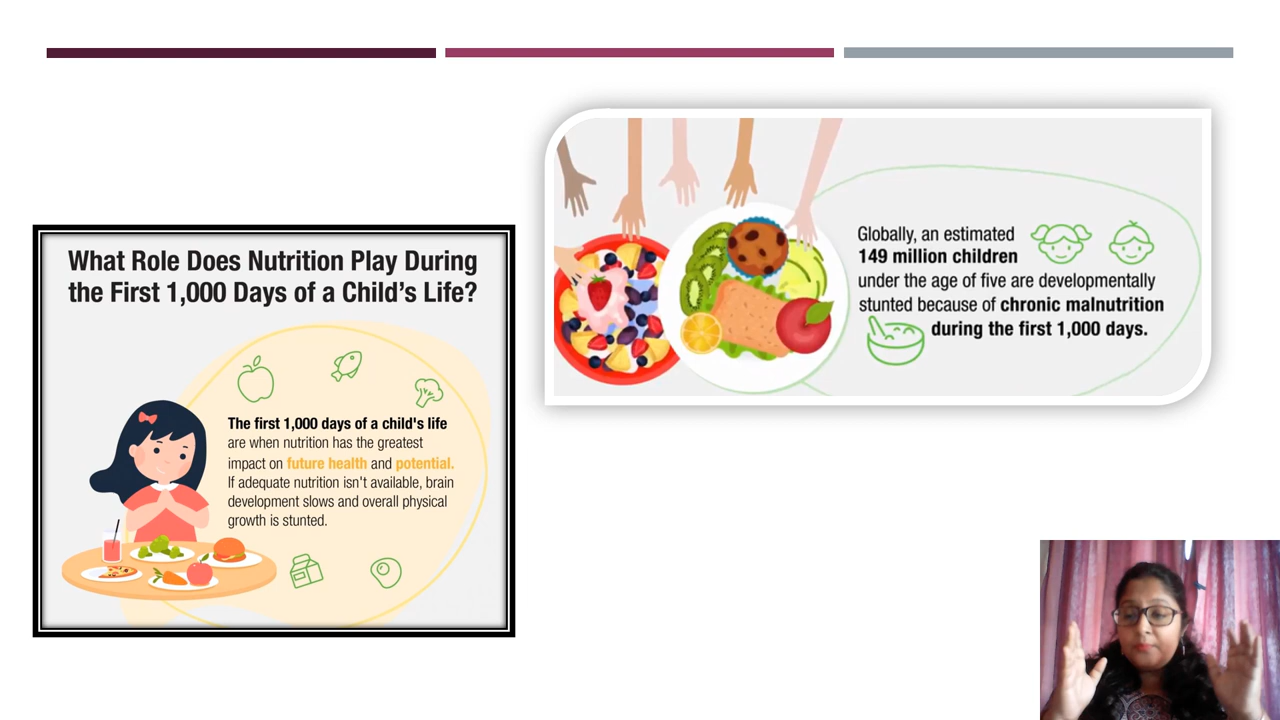 What Role Does Nutrition Play During
the First 1,000 Days of a Child's Life?
The first 1,000 days of a child's life
are when nutrition has the greatest
impact on future health and potential.
If adequate nutrition isn't available, brain
development slows and overall physical
growth is stunted.
Globally, an estimated
149 million children
under the age of five are developmentally
stunted because of chronic malnutrition
during the first 1,000 days.